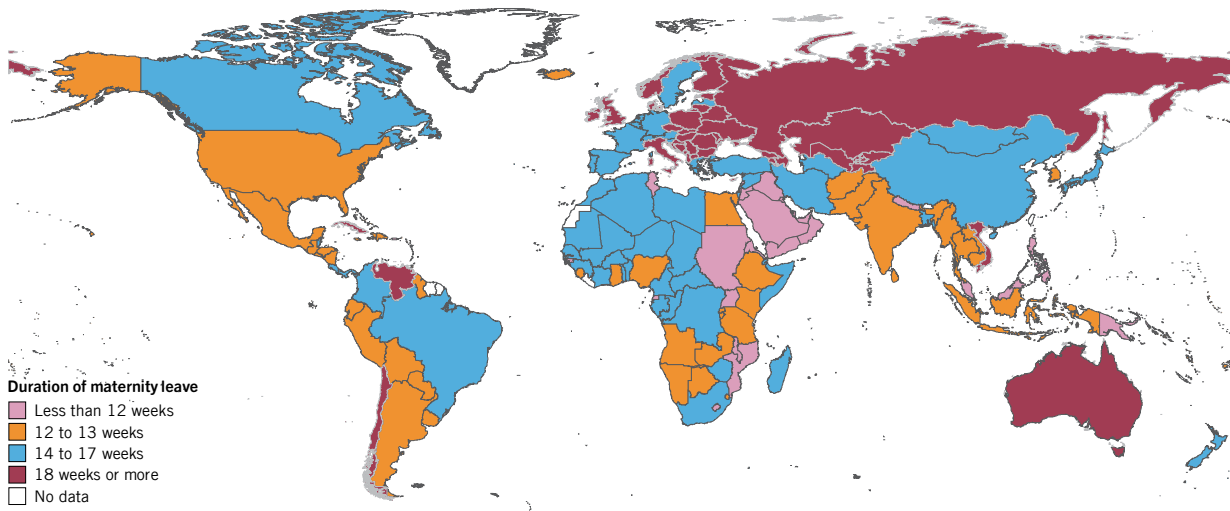 Duration of maternity leave
Less than 12 weeks
12 to 13 weeks
14 to 17 weeks
18 weeks or more
No data